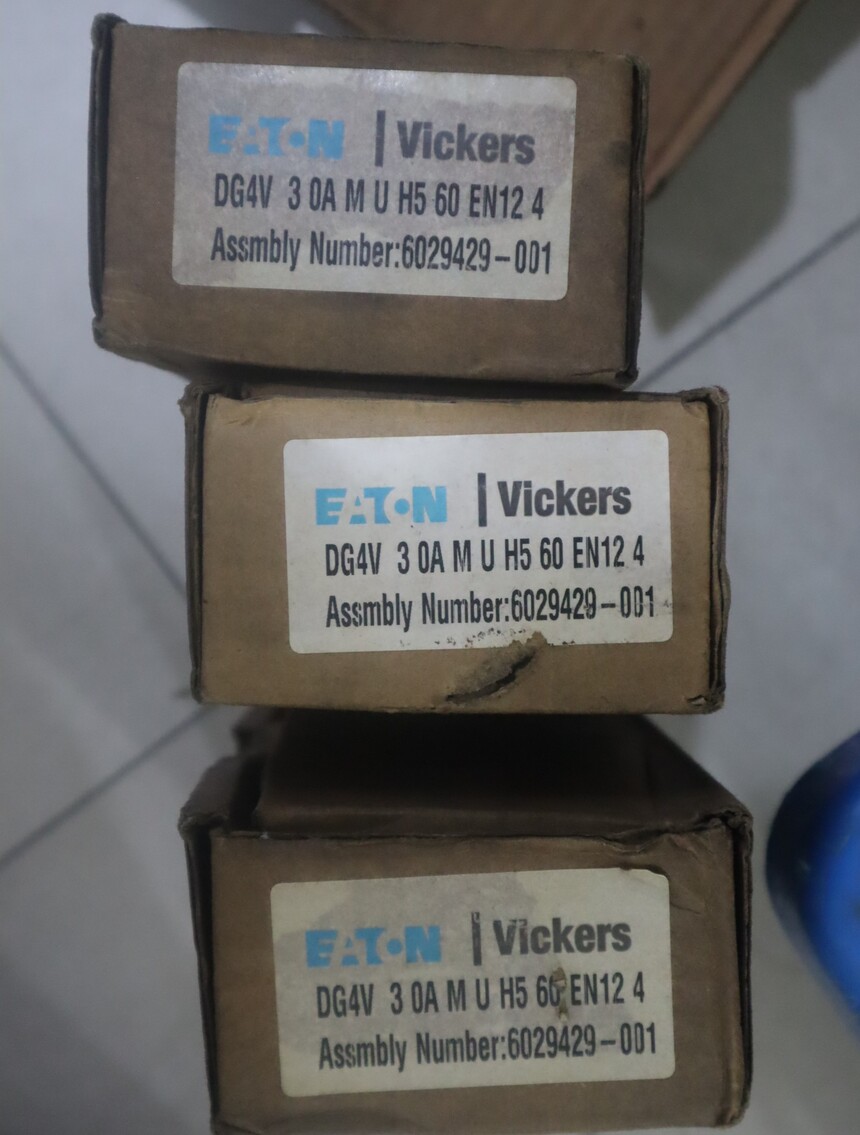 EATON | Vickers
DG4V 3 0A M U H5 60 EN12 4
Assmbly Number:6029429-001
EATON | Vickers
DG4V 3 0A M U H5 60 EN12 4
Assmbly Number:6029429-001
EATON | Vickers
DG4V 3 0A M U H5 60 EN12 4
Assmbly Number:6029429-001